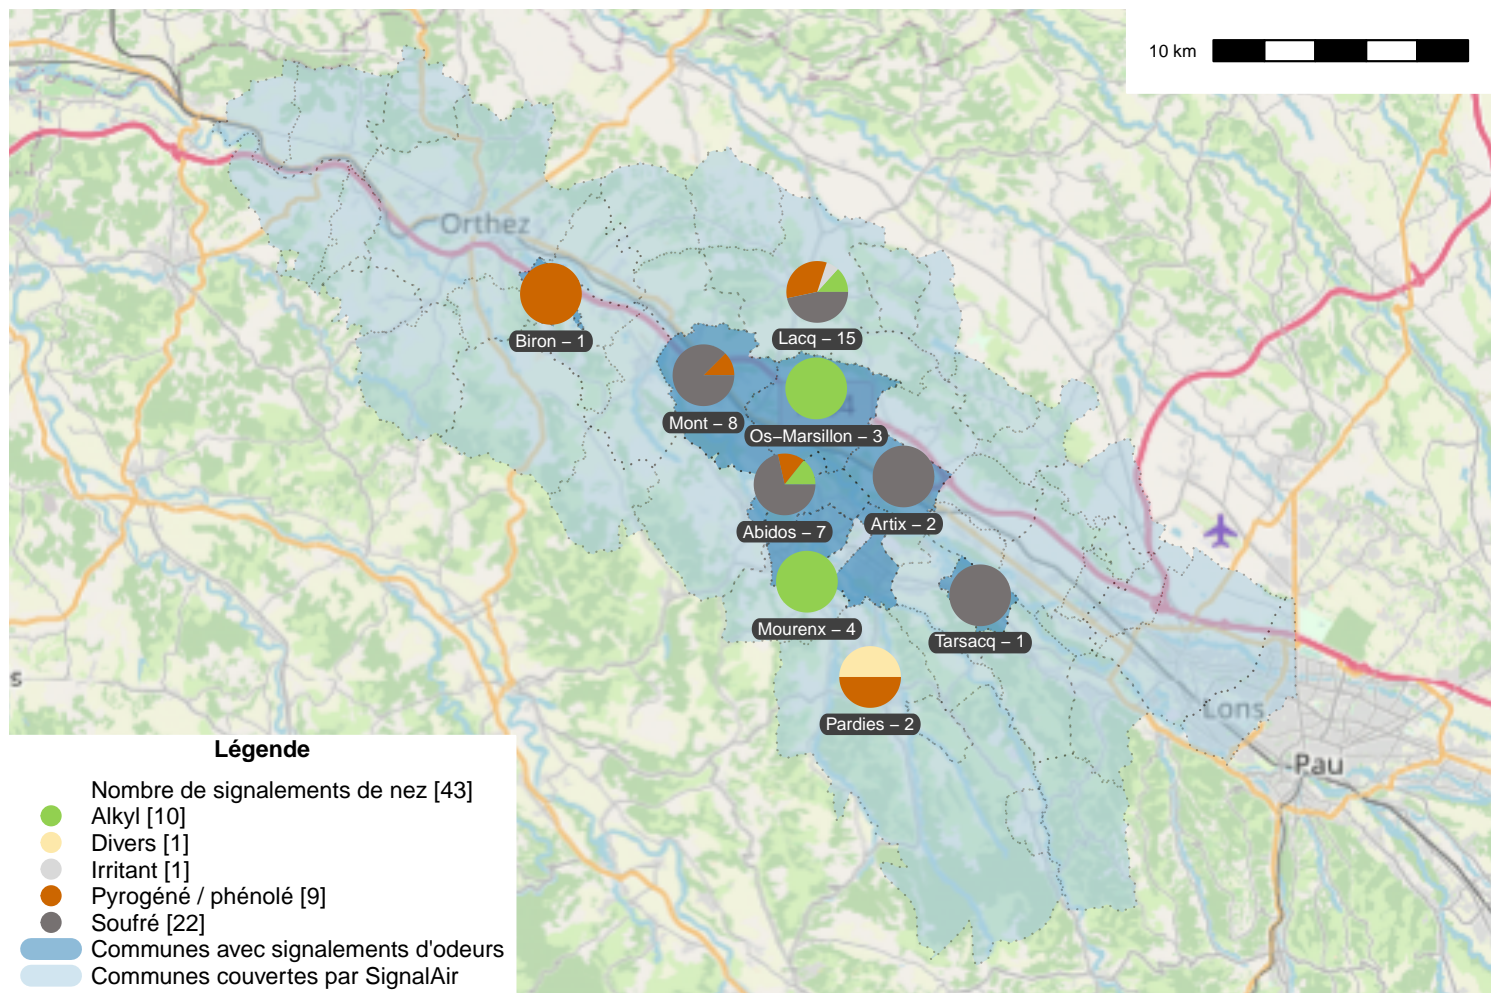 10 km
Orthez
Biron – 1
Lacq – 15
Mont – 8
Os–Marsillon – 3
Abidos – 7
Artix – 2
Mourenx – 4
Tarsacq – 1
Pardies – 2
Lons
Pau
s
Légende
Nombre de signalements de nez [43]
Alkyl [10]
Divers [1]
Irritant [1]
Pyrogéné / phénolé [9]
Soufré [22]
Communes avec signalements d'odeurs
Communes couvertes par SignalAir